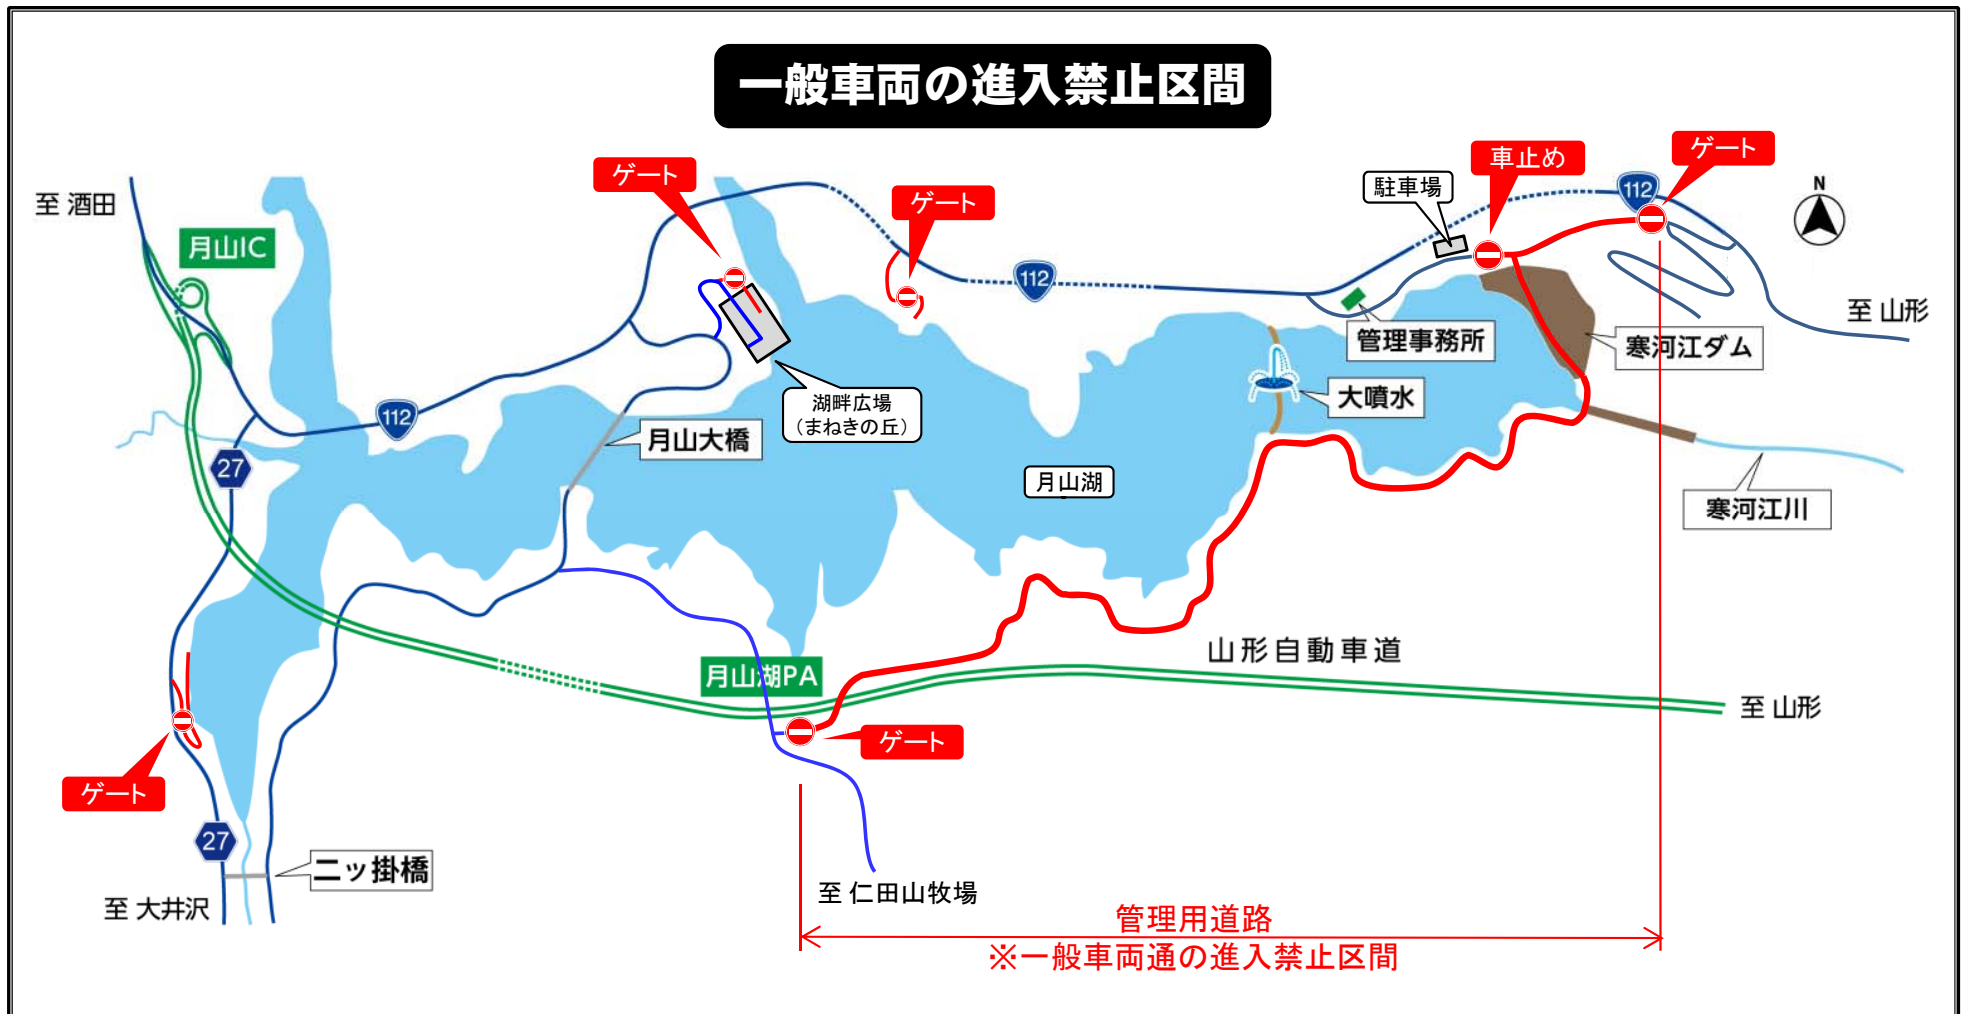 一般車両の進入禁止区間
ゲート
車止め
ゲート
ゲート
駐車場
112
N
至 酒田
月山IC
112
至 山形
管理事務所
寒河江ダム
大噴水
湖畔広場
（まねきの丘）
112
月山大橋
27
月山湖
寒河江川
山形自動車道
月山湖PA
至 山形
ゲート
ゲート
27
二ッ掛橋
至 大井沢
至 仁田山牧場
管理用道路
※一般車両通の進入禁止区間